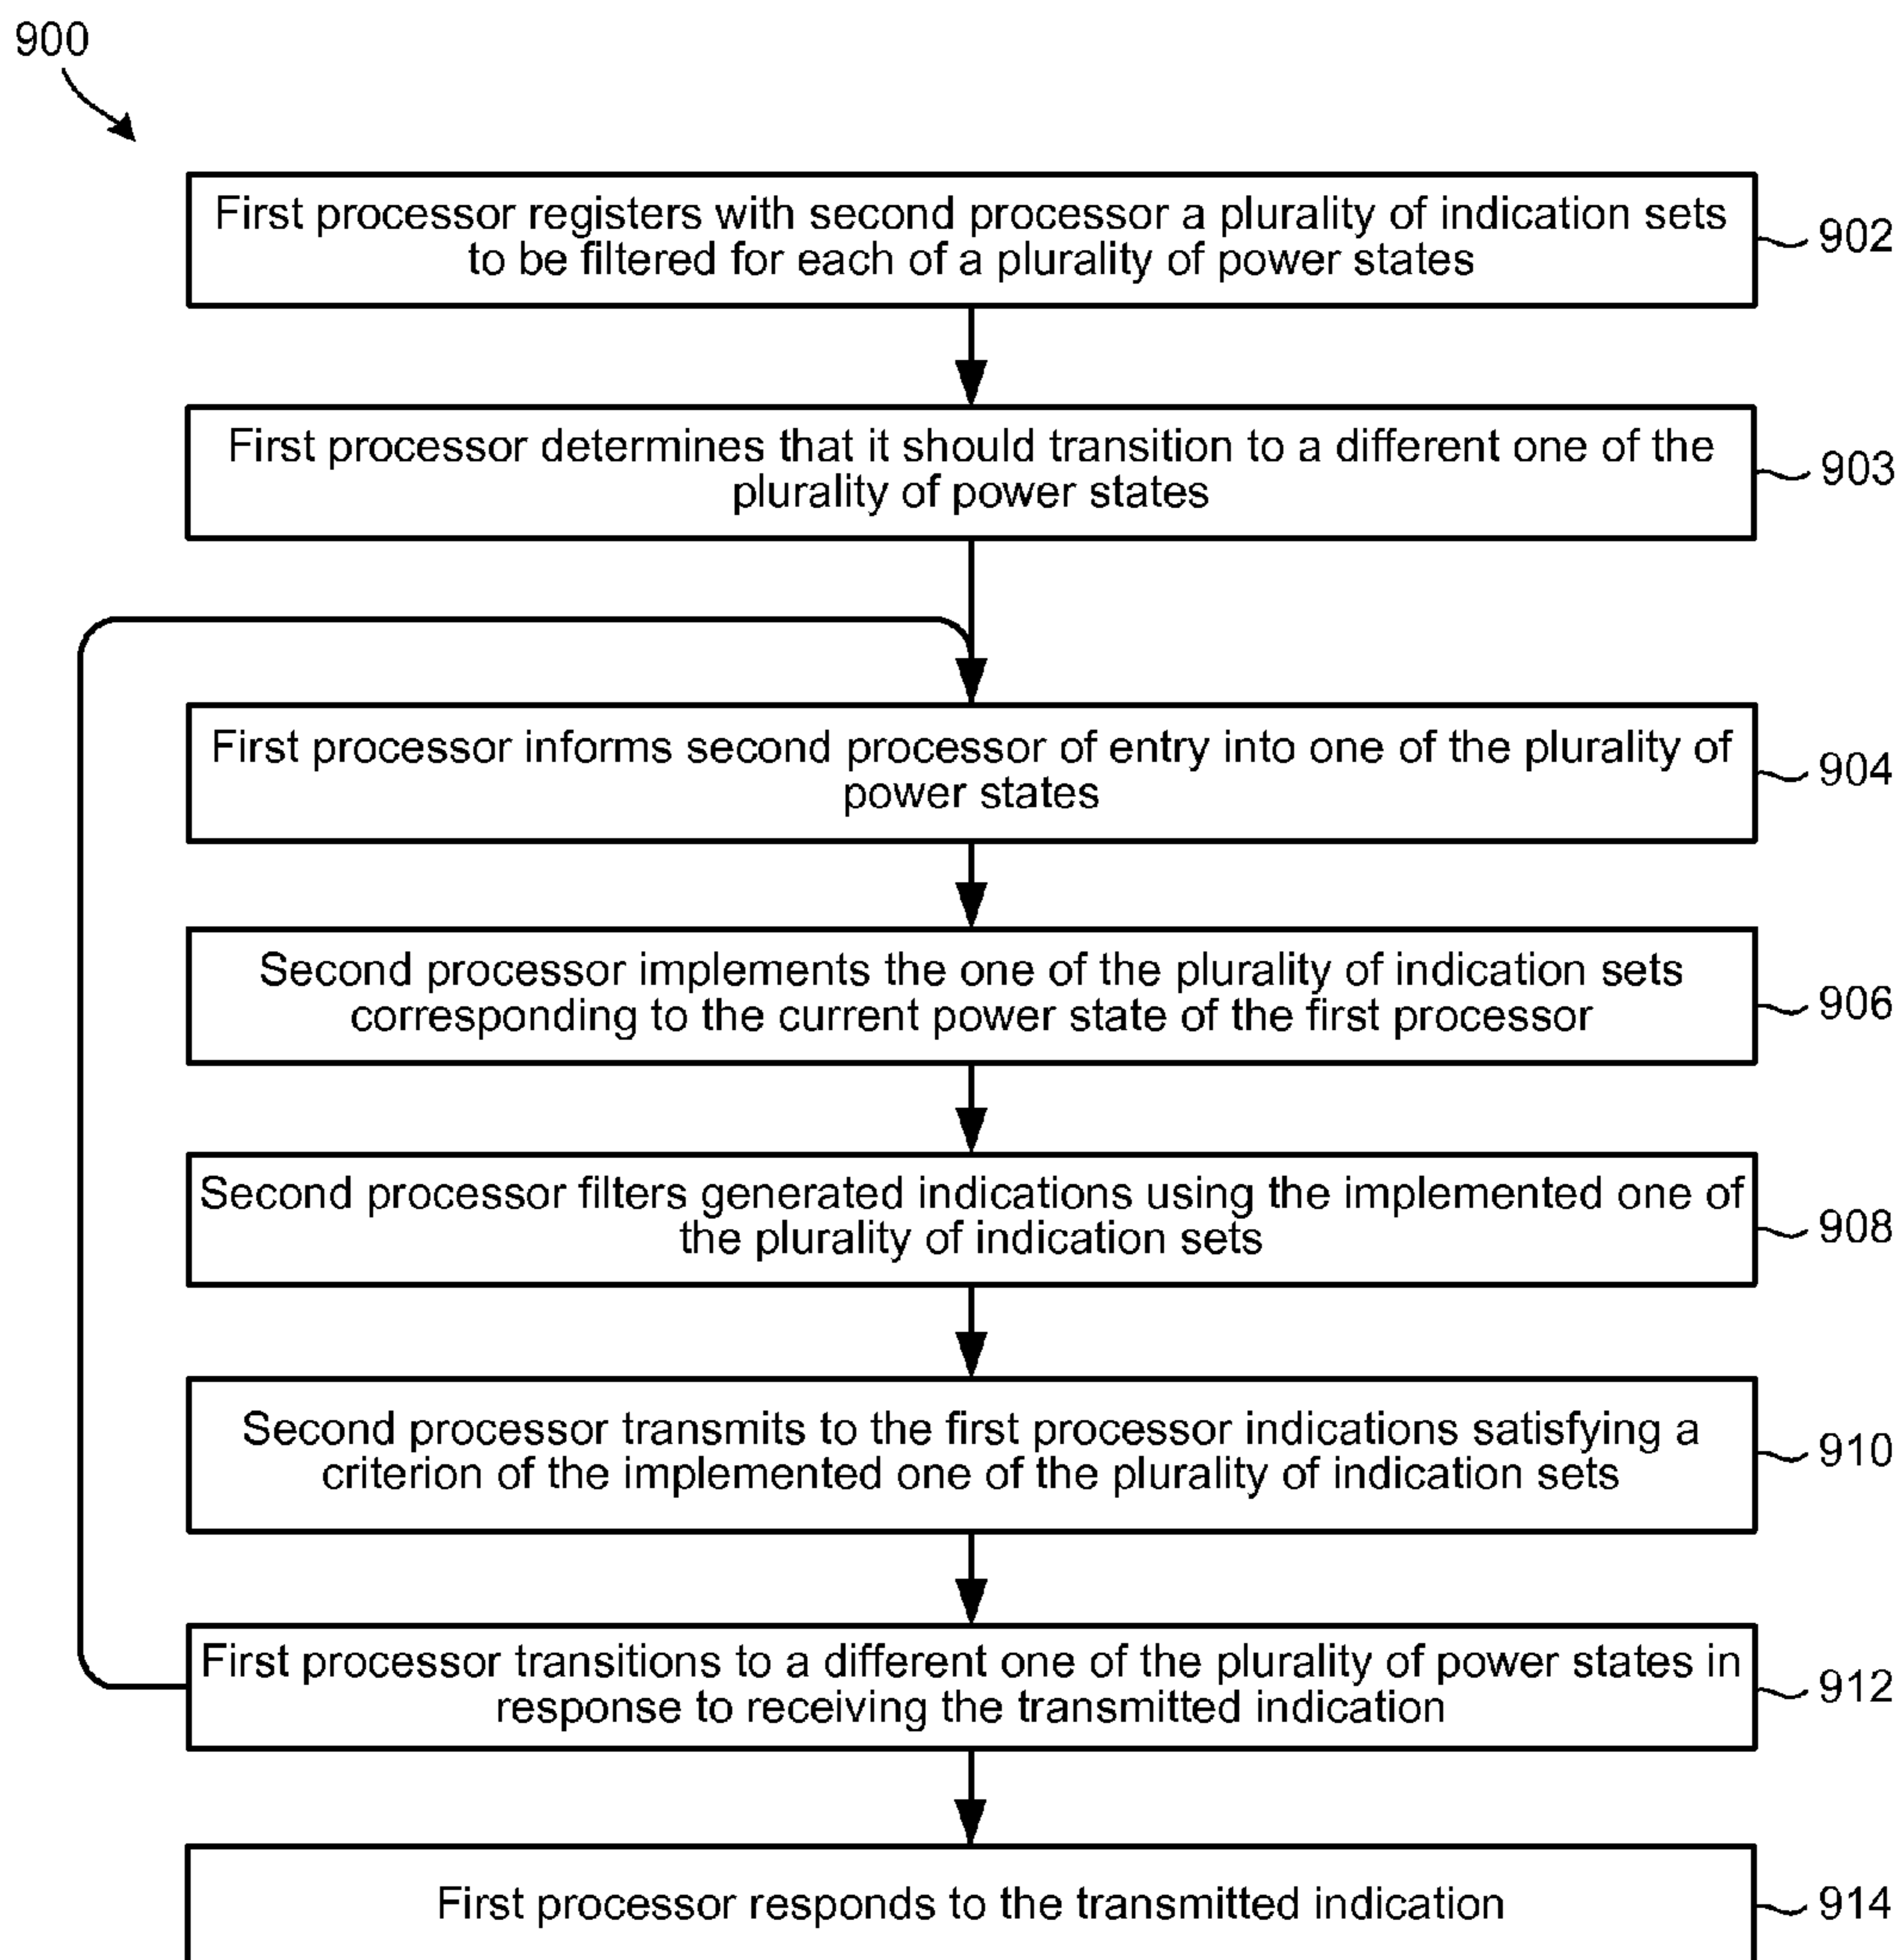 900
First processor registers with second processor a plurality of indication sets
to be filtered for each of a plurality of power states
902
First processor determines that it should transition to a different one of the
plurality of power states
903
First processor informs second processor of entry into one of the plurality of
power states
904
Second processor implements the one of the plurality of indication sets
corresponding to the current power state of the first processor
906
Second processor filters generated indications using the implemented one of
the plurality of indication sets
908
Second processor transmits to the first processor indications satisfying a
criterion of the implemented one of the plurality of indication sets
910
First processor transitions to a different one of the plurality of power states in
response to receiving the transmitted indication
912
First processor responds to the transmitted indication
914